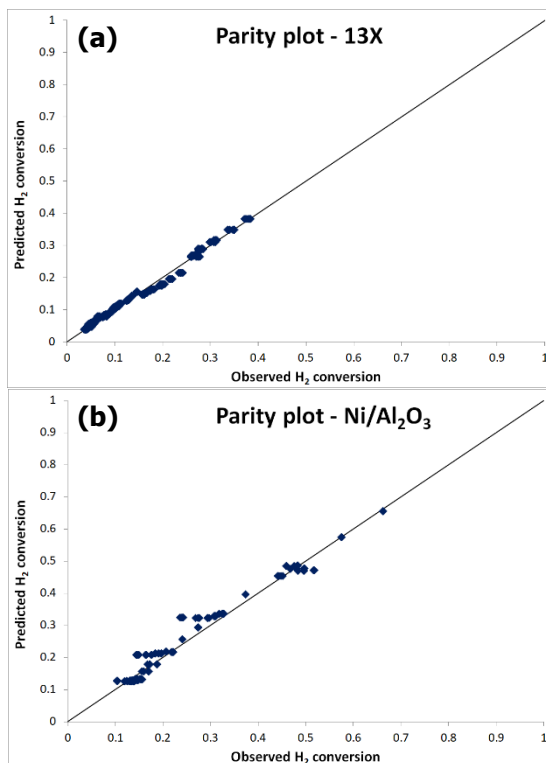 (a) Parity plot - 13X
Predicted H₂ conversion
1
0.9
0.8
0.7
0.6
0.5
0.4
0.3
0.2
0.1
0
0 0.1 0.2 0.3 0.4 0.5 0.6 0.7 0.8 0.9 1
Observed H₂ conversion
(b) Parity plot - Ni/Al₂O₃
Predicted H₂ conversion
1
0.9
0.8
0.7
0.6
0.5
0.4
0.3
0.2
0.1
0
0 0.1 0.2 0.3 0.4 0.5 0.6 0.7 0.8 0.9 1
Observed H₂ conversion